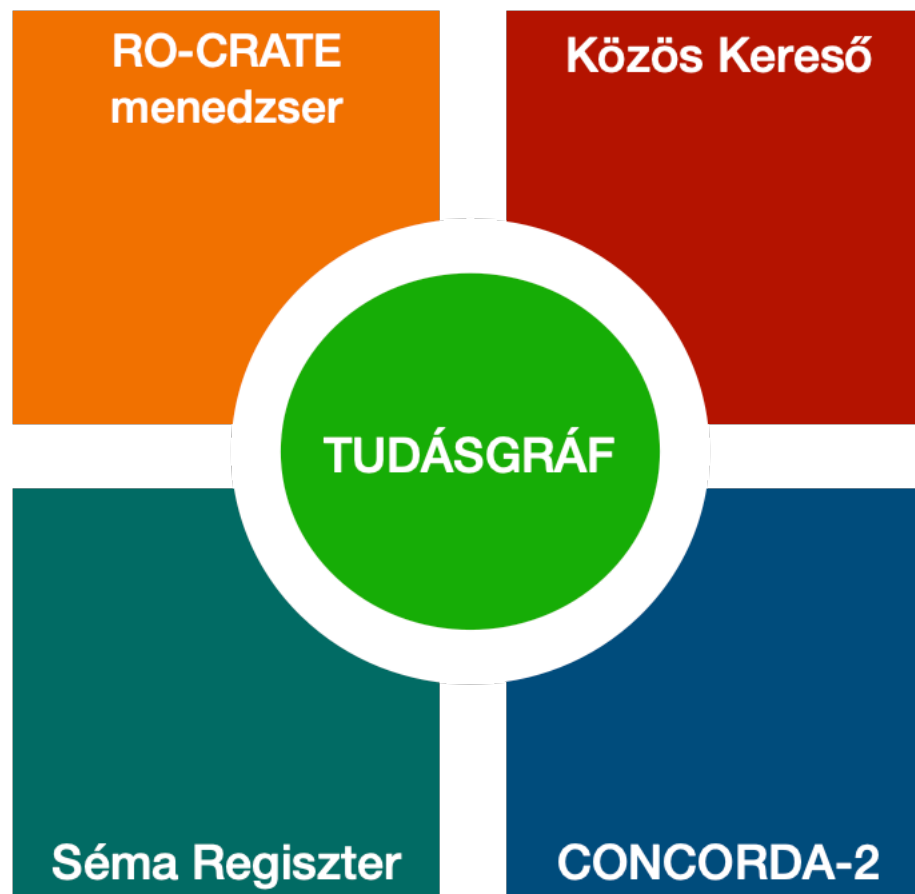 RO-CRATE
menedzser
Közös Kereső
TUDÁSGRÁF
Séma Regiszter
CONCORDA-2